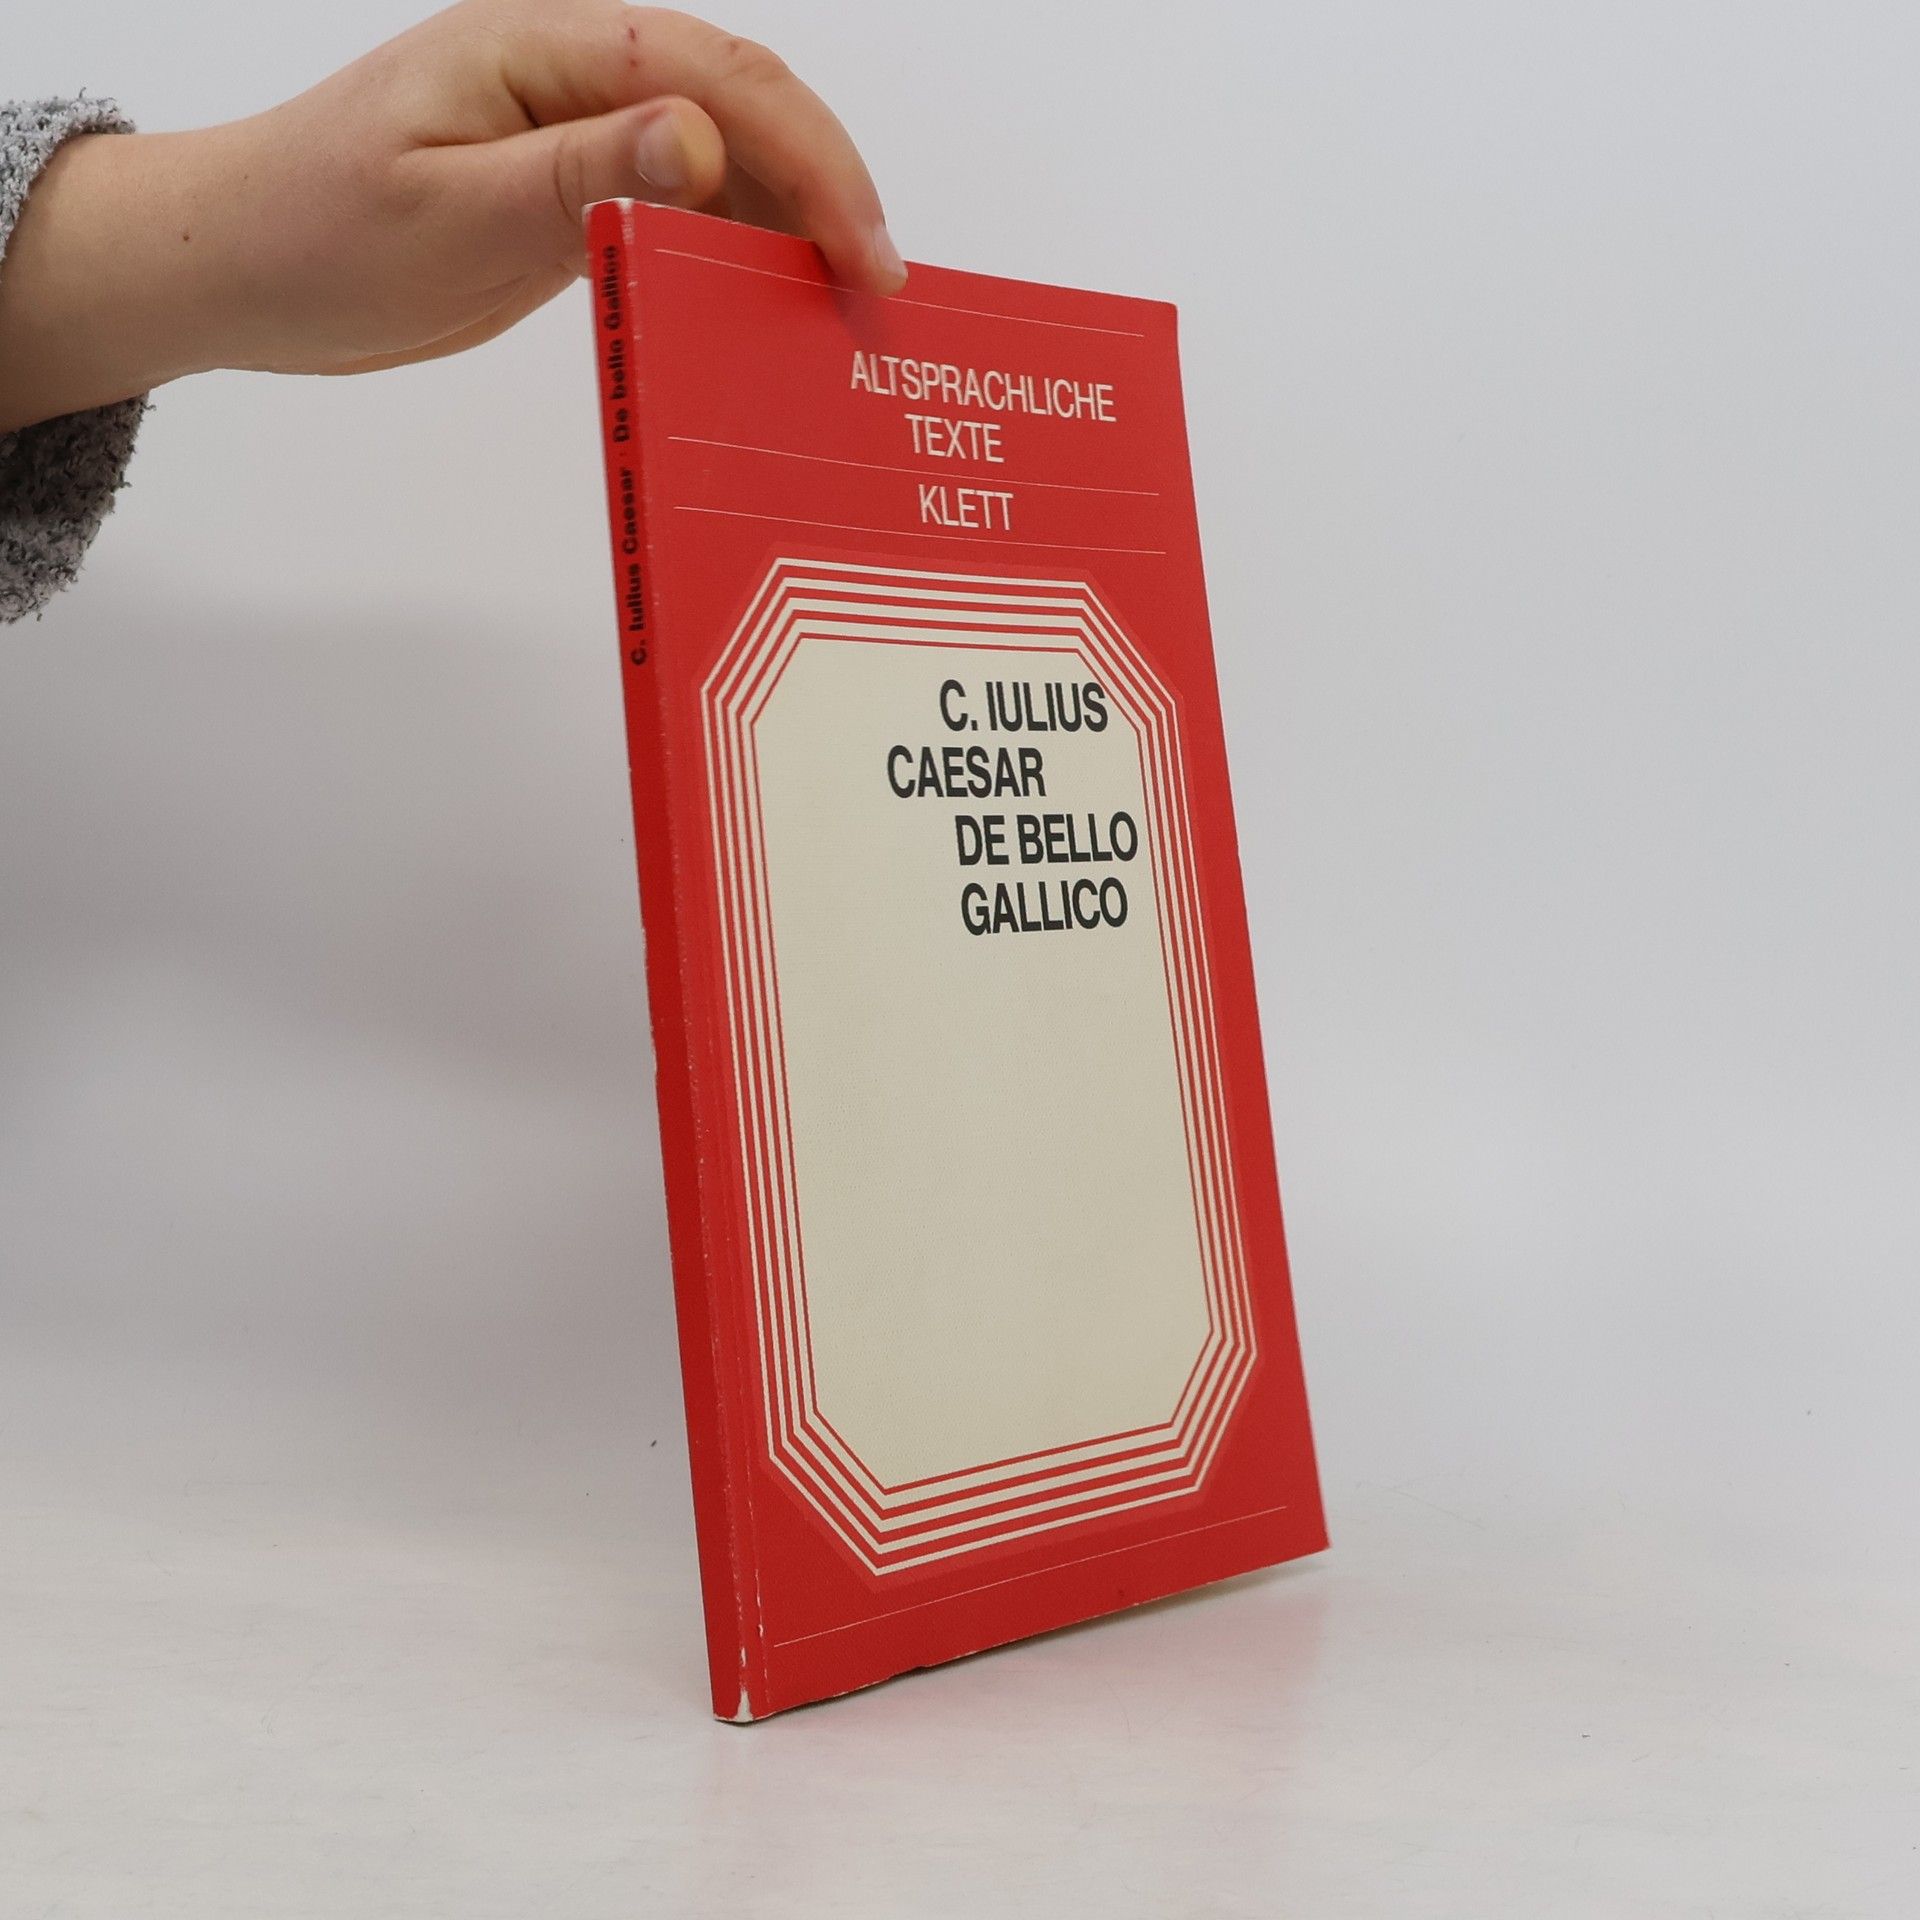 ALTSPRACHLICHE
TEXTE
KLETT
C. IULIUS
CAESAR
DE BELLO
GALLICO
C. Iulius Caesar · De bello Gallico